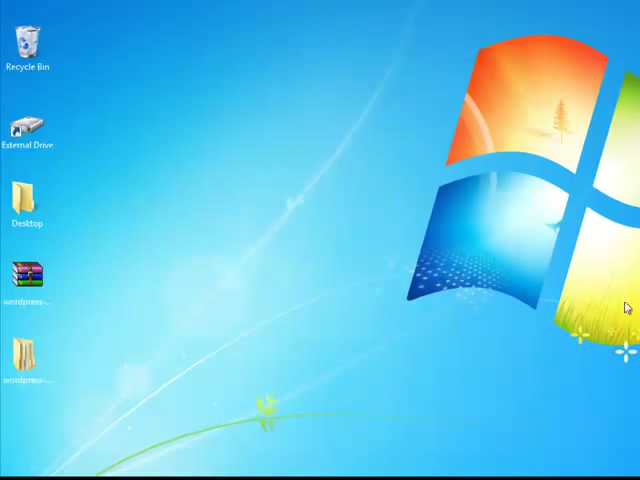 Recycle Bin
External Drive
Desktop
wordpress-...
wordpress-...